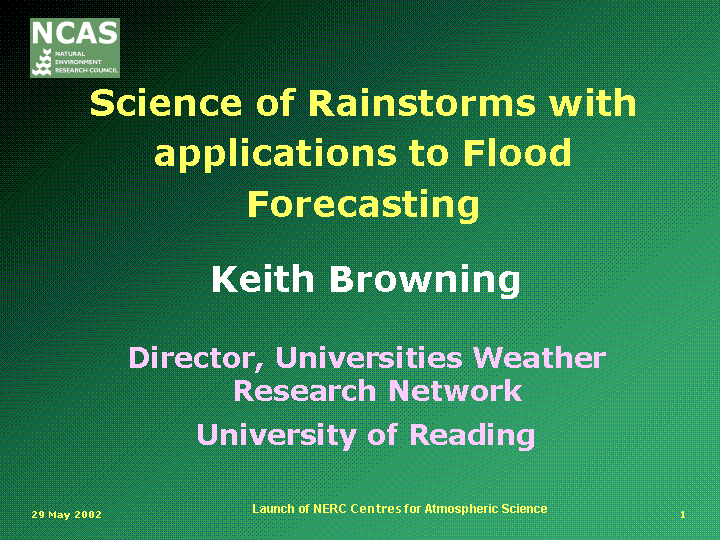 NCAS
NATURAL
ENVIRONMENT
RESEARCH COUNCIL
Science of Rainstorms with
applications to Flood
Forecasting
Keith Browning
Director, Universities Weather
Research Network
University of Reading
29 May 2002
Launch of NERC Centres for Atmospheric Science
1